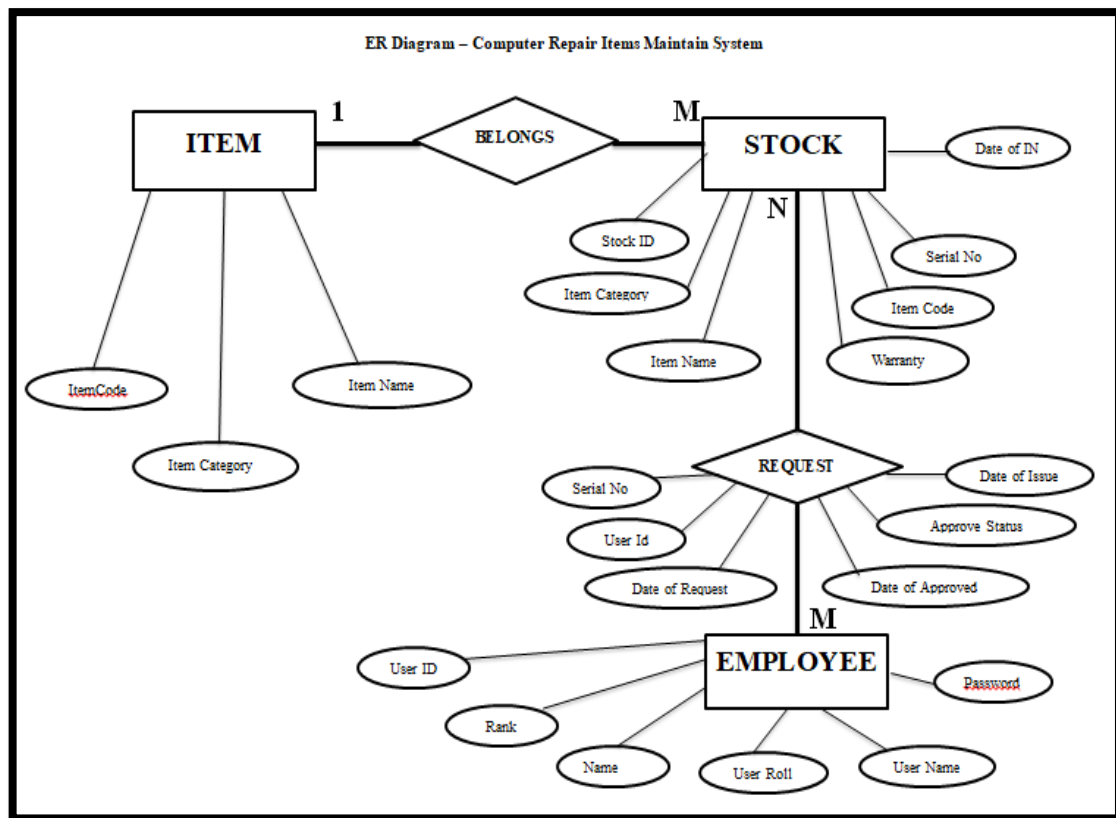 ER Diagram – Computer Repair Items Maintain System
ITEM
1
BELONGS
M
STOCK
Date of IN
N
Stock ID
Serial No
Item Category
Item Code
Item Name
Warranty
ItemCode
Item Name
Item Category
REQUEST
Serial No
Date of Issue
User Id
Approve Status
Date of Request
Date of Approved
M
EMPLOYEE
User ID
Password
Rank
Name
User Roll
User Name